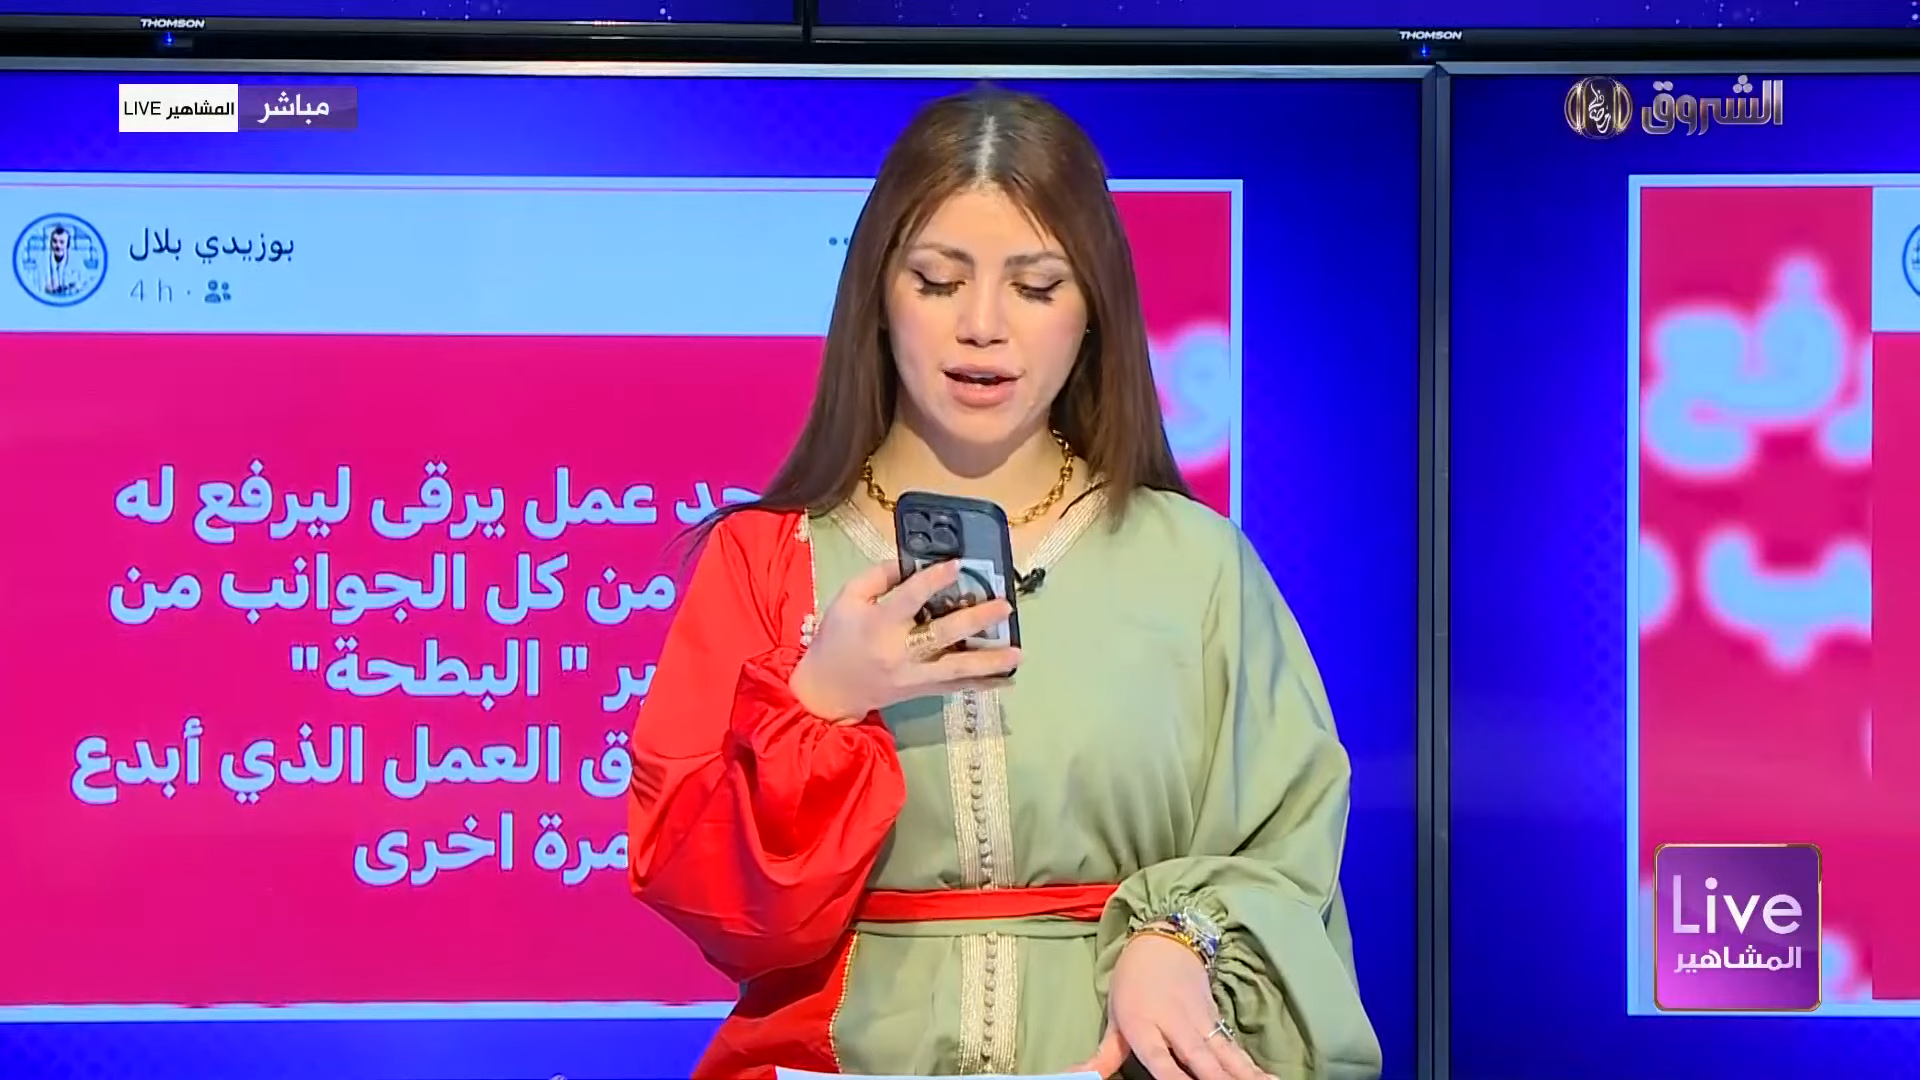 THOMSON
THOMSON
المشاهير LIVE
مباشر
الشروق
بوزيدي بلال
4 h
عمل يرقى ليرفع له
من كل الجوانب من
" البطحة"
العمل الذي أبدع
مرة اخرى
Live
المشاهير